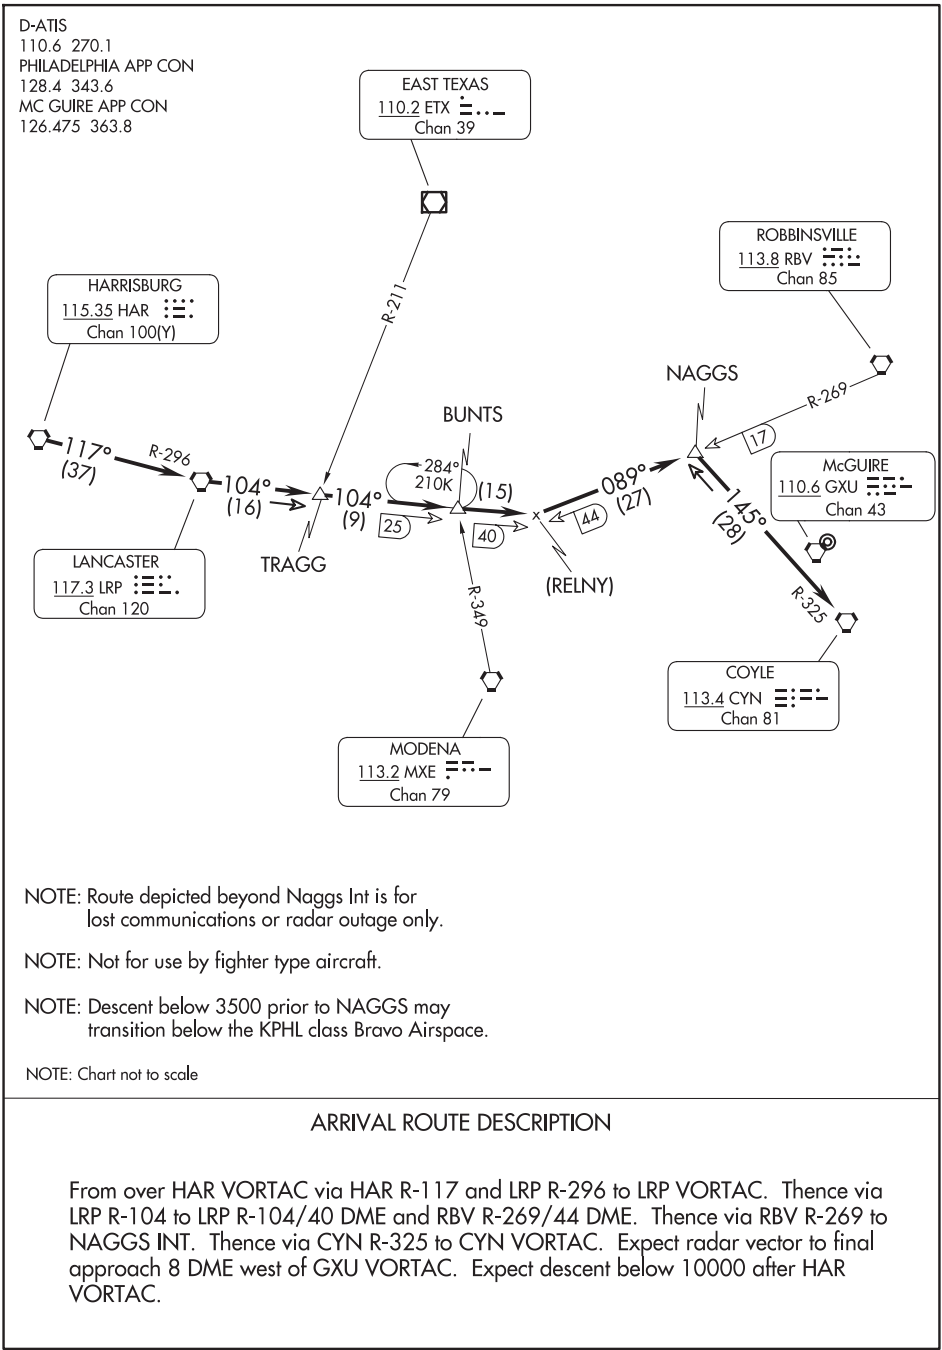 D-ATIS
110.6 270.1
PHILADELPHIA APP CON
128.4 343.6
MC GUIRE APP CON
126.475 363.8
EAST TEXAS
110.2 ETX
Chan 39
ROBBINSVILLE
113.8 RBV
Chan 85
HARRISBURG
115.35 HAR
Chan 100(Y)
R-211
NAGGS
R-269
17
BUNTS
117°
(37)
R-296
104°
(16)
104°
(9)
284°
210K
25
(15)
40
089°
(27)
44
145°
(28)
McGUIRE
110.6 GXU
Chan 43
TRAGG
(RELNY)
LANCASTER
117.3 LRP
Chan 120
R-349
R-325
COYLE
113.4 CYN
Chan 81
MODENA
113.2 MXE
Chan 79
NOTE: Route depicted beyond Naggs Int is for
lost communications or radar outage only.
NOTE: Not for use by fighter type aircraft.
NOTE: Descent below 3500 prior to NAGGS may
transition below the KPHL class Bravo Airspace.
NOTE: Chart not to scale
ARRIVAL ROUTE DESCRIPTION
From over HAR VORTAC via HAR R-117 and LRP R-296 to LRP VORTAC. Thence via
LRP R-104 to LRP R-104/40 DME and RBV R-269/44 DME. Thence via RBV R-269 to
NAGGS INT. Thence via CYN R-325 to CYN VORTAC. Expect radar vector to final
approach 8 DME west of GXU VORTAC. Expect descent below 10000 after HAR
VORTAC.